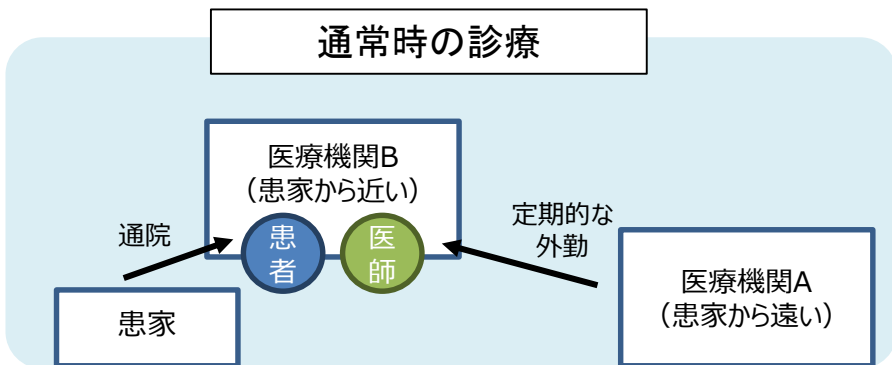 通常時の診療
医療機関B
（患家から近い）
通院
患
者
医
師
定期的な
外勤
患家
医療機関A
（患家から遠い）